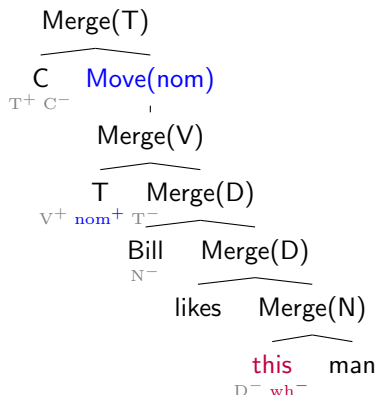 Merge(T)
C Move(nom)
T⁺ C⁻
Merge(V)
T Merge(D)
V⁺ nom⁺ T⁻
Bill Merge(D)
N⁻
likes Merge(N)
this man
D⁻ wh⁻